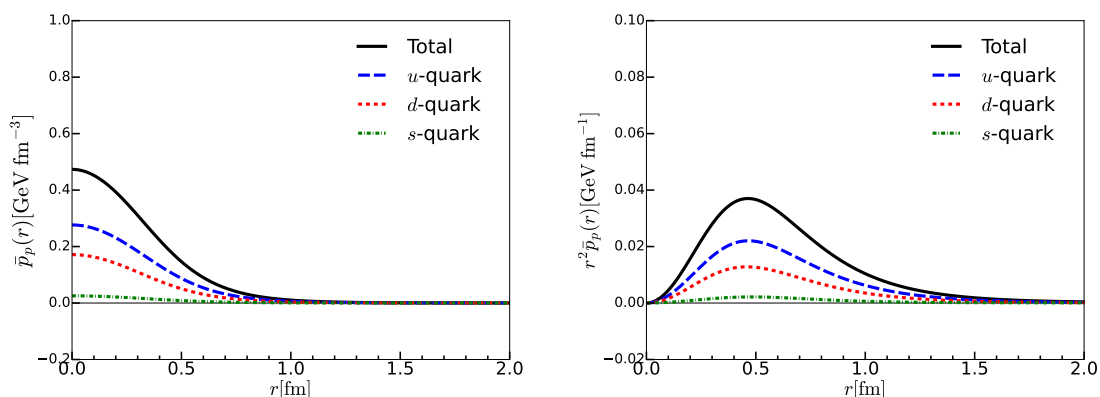 1.0
0.8
0.6
0.4
0.2
0.0
−0.2
0.0 0.5 1.0 1.5 2.0
r[fm]
p̄_p(r)[GeV fm⁻³]
Total
u-quark
d-quark
s-quark
0.10
0.08
0.06
0.04
0.02
0.00
−0.02
0.0 0.5 1.0 1.5 2.0
r[fm]
r²p̄_p(r)[GeV fm⁻¹]
Total
u-quark
d-quark
s-quark